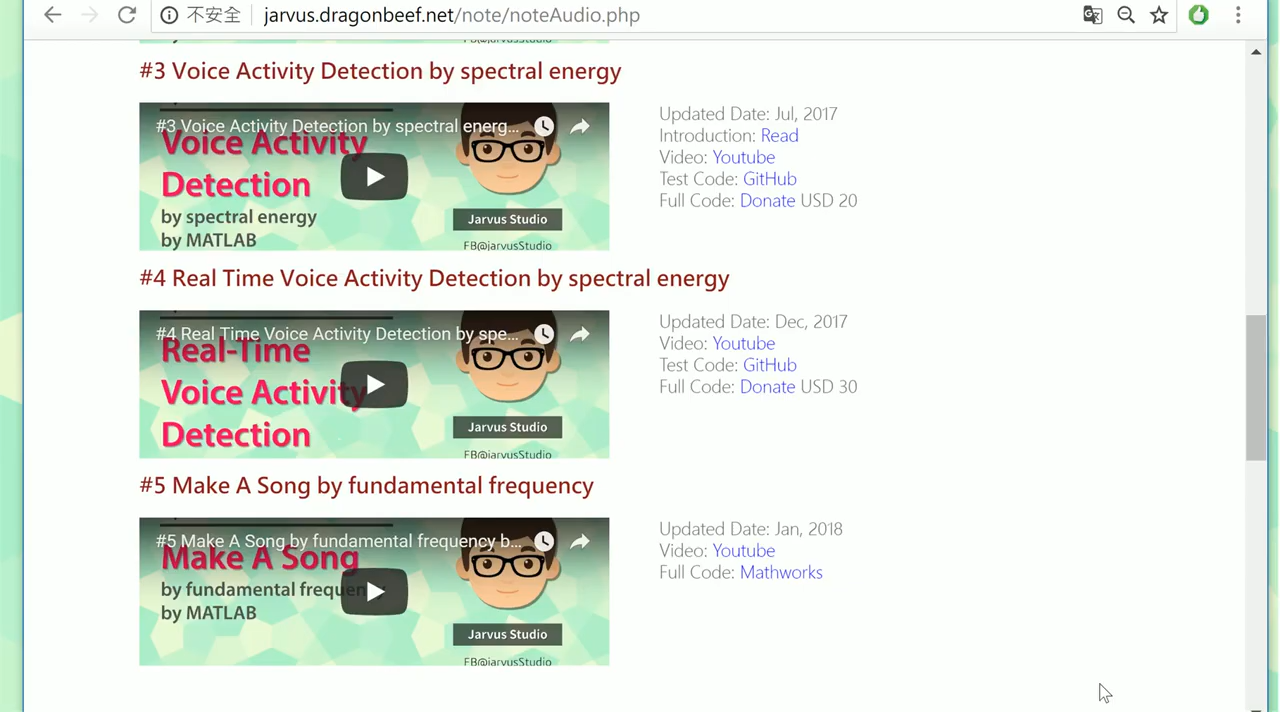 不安全 jarvus.dragonbeef.net/note/noteAudio.php
#3 Voice Activity Detection by spectral energy
#3 Voice Activity Detection by spectral energ...
Voice Activity
Detection
by spectral energy
by MATLAB
Jarvus Studio
FB@jarvusStudio
Updated Date: Jul, 2017
Introduction: Read
Video: Youtube
Test Code: GitHub
Full Code: Donate USD 20
#4 Real Time Voice Activity Detection by spectral energy
#4 Real Time Voice Activity Detection by spe...
Real-Time
Voice Activity
Detection
Jarvus Studio
FB@jarvusStudio
Updated Date: Dec, 2017
Video: Youtube
Test Code: GitHub
Full Code: Donate USD 30
#5 Make A Song by fundamental frequency
#5 Make A Song by fundamental frequency b...
Make A Song
by fundamental frequency
by MATLAB
Jarvus Studio
FB@jarvusStudio
Updated Date: Jan, 2018
Video: Youtube
Full Code: Mathworks